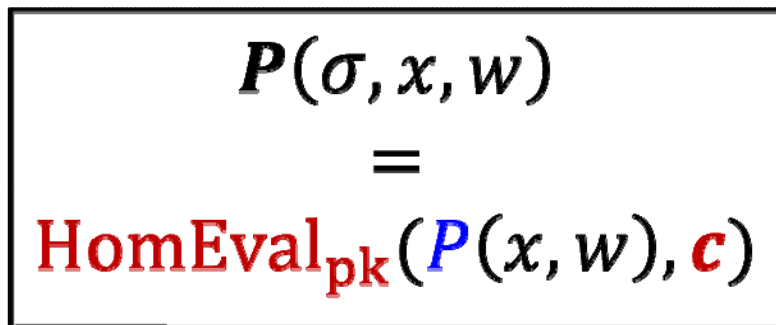 P(σ, x, w)
=
HomEval_pk(P(x, w), c)